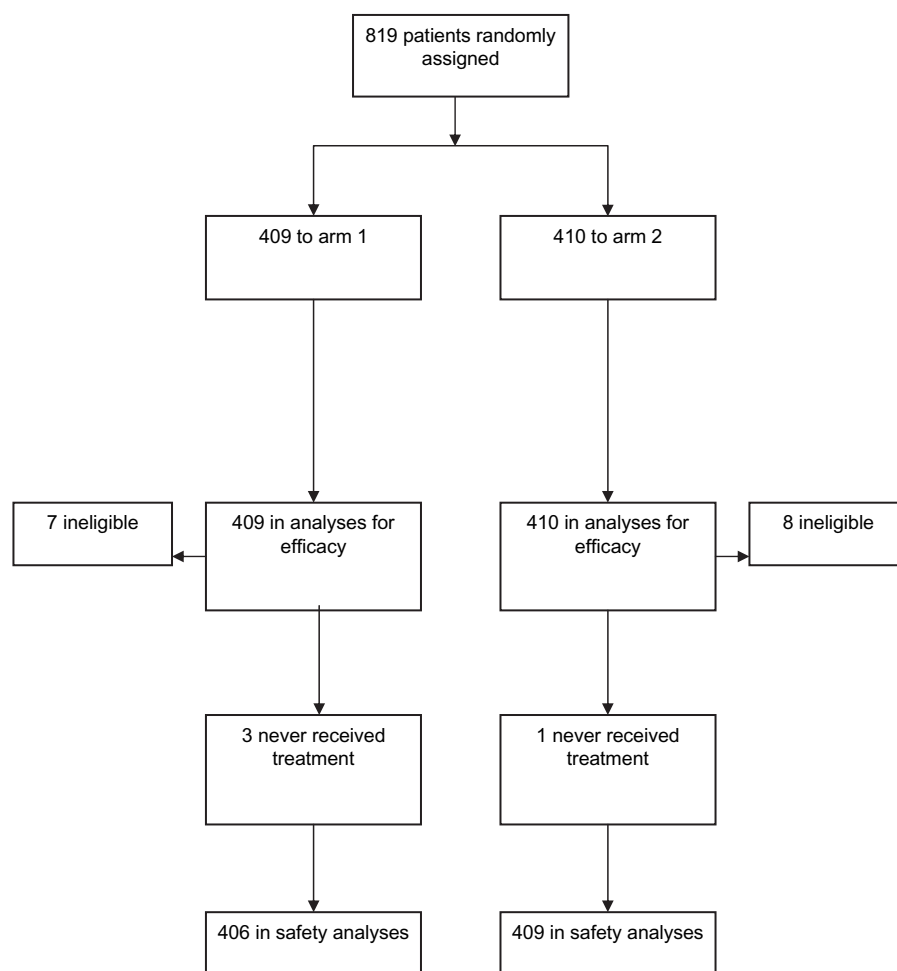 819 patients randomly
assigned
409 to arm 1
410 to arm 2
7 ineligible
409 in analyses for
efficacy
410 in analyses for
efficacy
8 ineligible
3 never received
treatment
1 never received
treatment
406 in safety analyses
409 in safety analyses